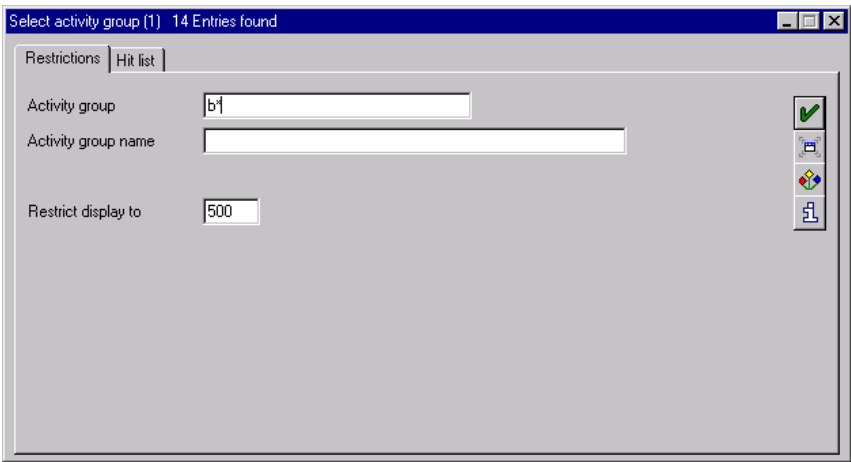 Select activity group (1) 14 Entries found
Restrictions Hit list
Activity group b*
Activity group name
Restrict display to 500